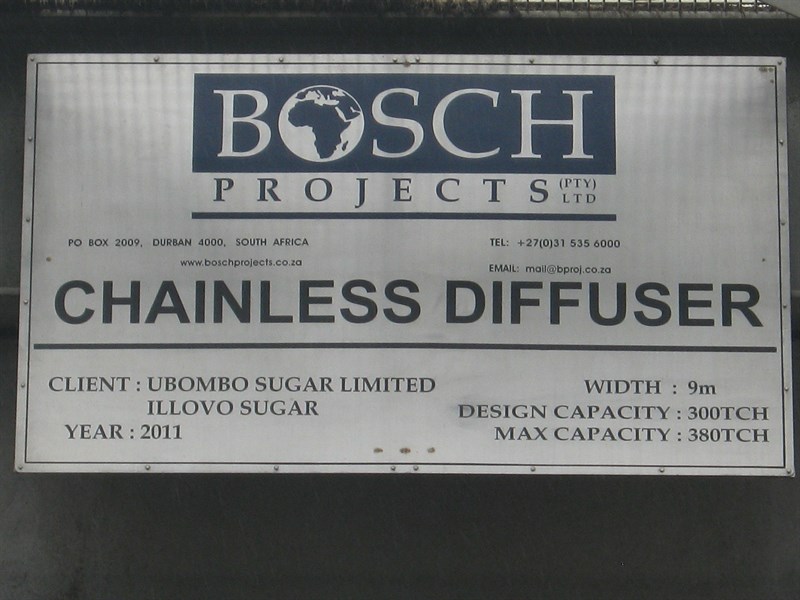 BOSCH
PROJECTS (PTY) LTD
PO BOX 2009, DURBAN 4000, SOUTH AFRICA
TEL: +27(0)31 535 6000
www.boschprojects.co.za
EMAIL: mail@bproj.co.za
CHAINLESS DIFFUSER
CLIENT : UBOMBO SUGAR LIMITED
ILLOVO SUGAR
YEAR : 2011
WIDTH : 9m
DESIGN CAPACITY : 300TCH
MAX CAPACITY : 380TCH